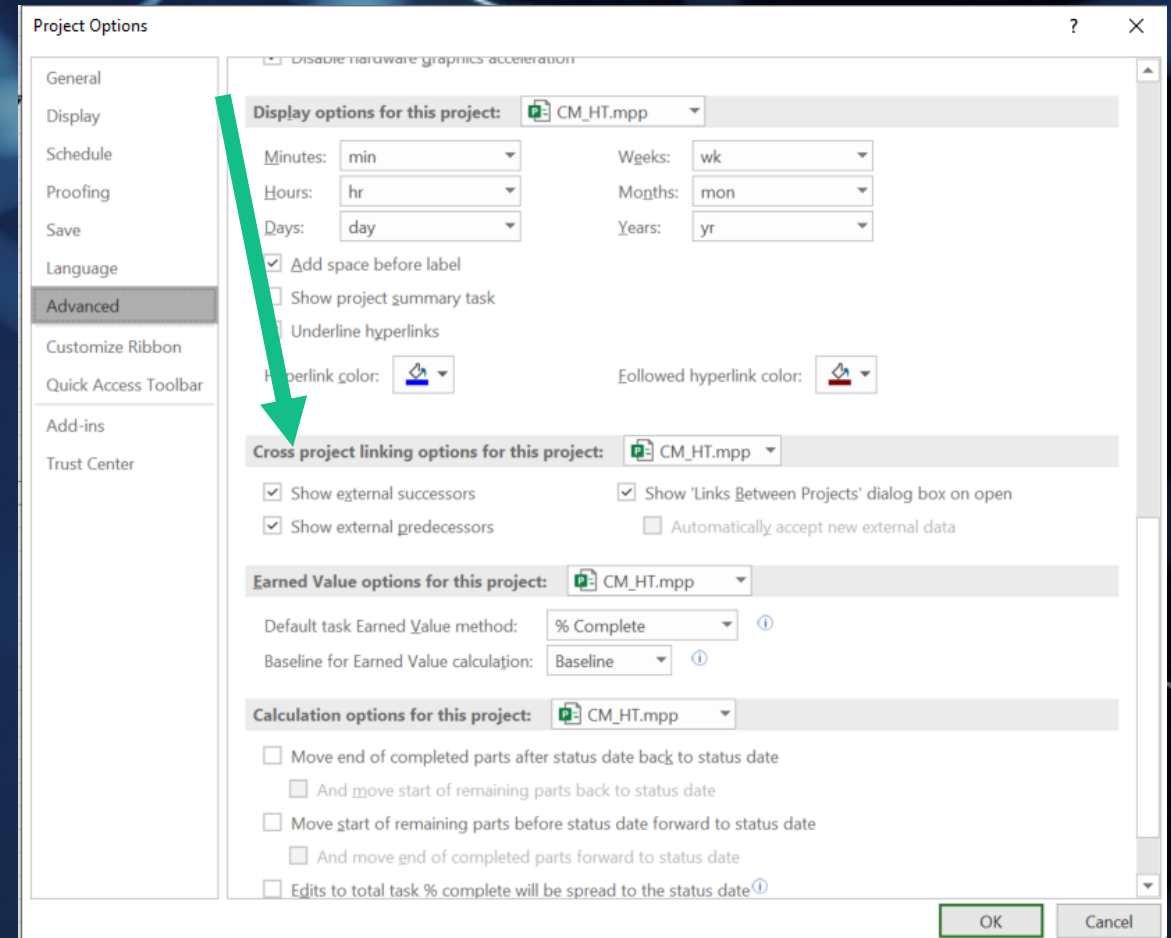 Project Options
?
General
Display
Schedule
Proofing
Save
Language
Advanced
Customize Ribbon
Quick Access Toolbar
Add-ins
Trust Center
Disable hardware graphics acceleration
Display options for this project: CM_HT.mpp
Minutes: min Weeks: wk
Hours: hr Months: mon
Days: day Years: yr
Add space before label
Show project summary task
Underline hyperlinks
Hyperlink color: Followed hyperlink color:
Cross project linking options for this project: CM_HT.mpp
Show external successors Show 'Links Between Projects' dialog box on open
Show external predecessors Automatically accept new external data
Earned Value options for this project: CM_HT.mpp
Default task Earned Value method: % Complete
Baseline for Earned Value calculation: Baseline
Calculation options for this project: CM_HT.mpp
Move end of completed parts after status date back to status date
And move start of remaining parts back to status date
Move start of remaining parts before status date forward to status date
And move end of completed parts forward to status date
Edits to total task % complete will be spread to the status date
OK Cancel